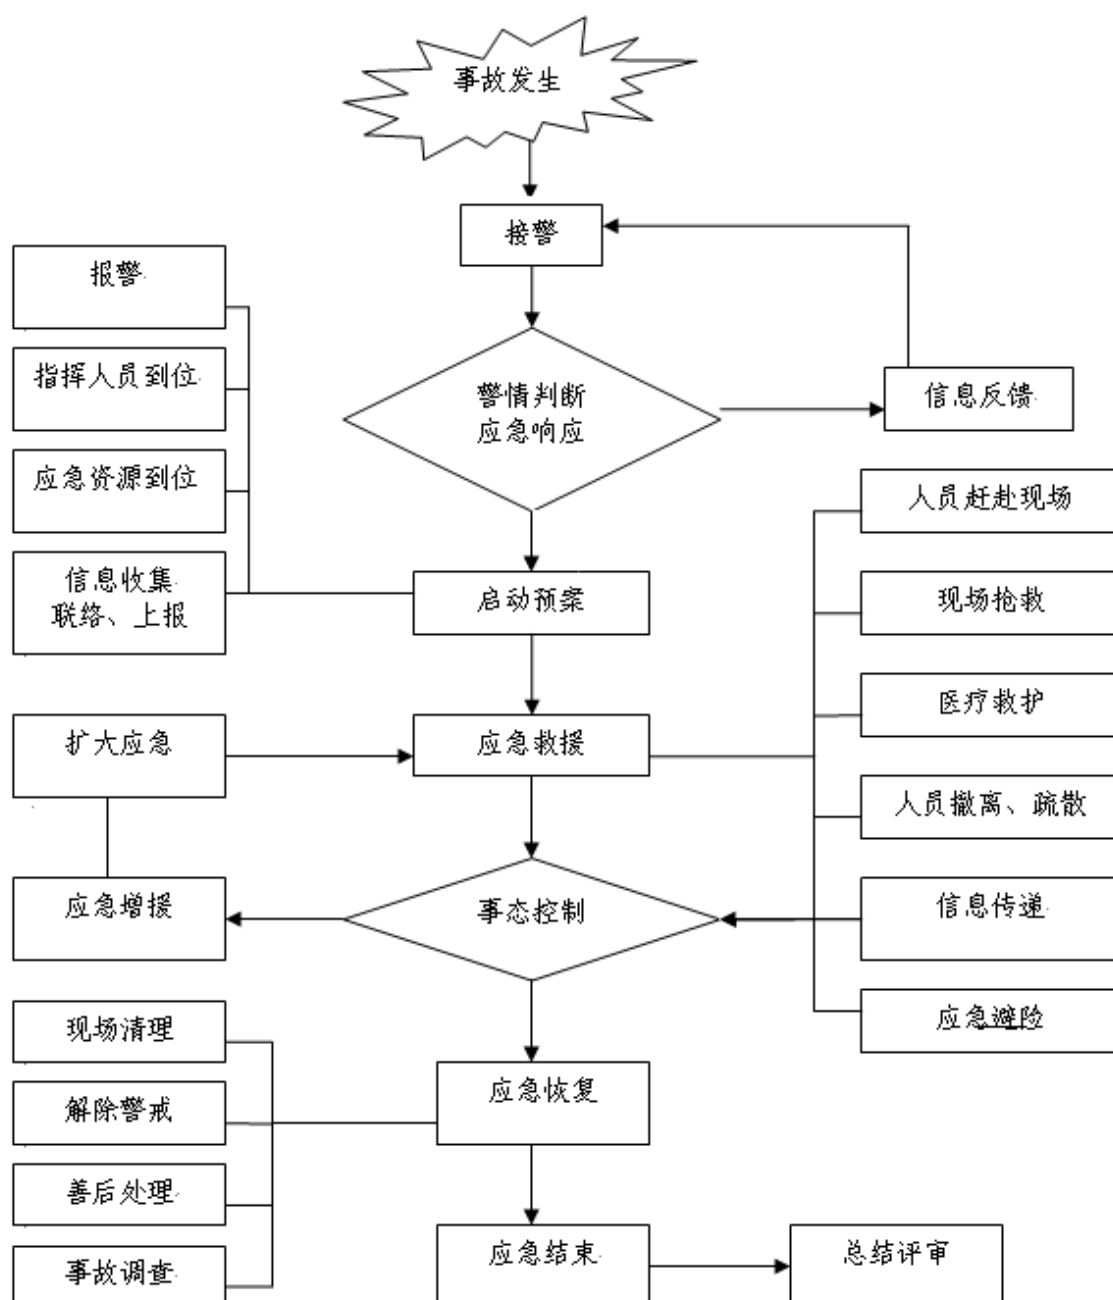 事故发生
接警
报警
指挥人员到位
应急资源到位
信息收集
联络、上报
警情判断
应急响应
信息反馈
启动预案
人员赶赴现场
现场抢救
医疗救护
人员撤离、疏散
信息传递
应急避险
扩大应急
应急救援
应急增援
事态控制
现场清理
解除警戒
善后处理
事故调查
应急恢复
应急结束
总结评审